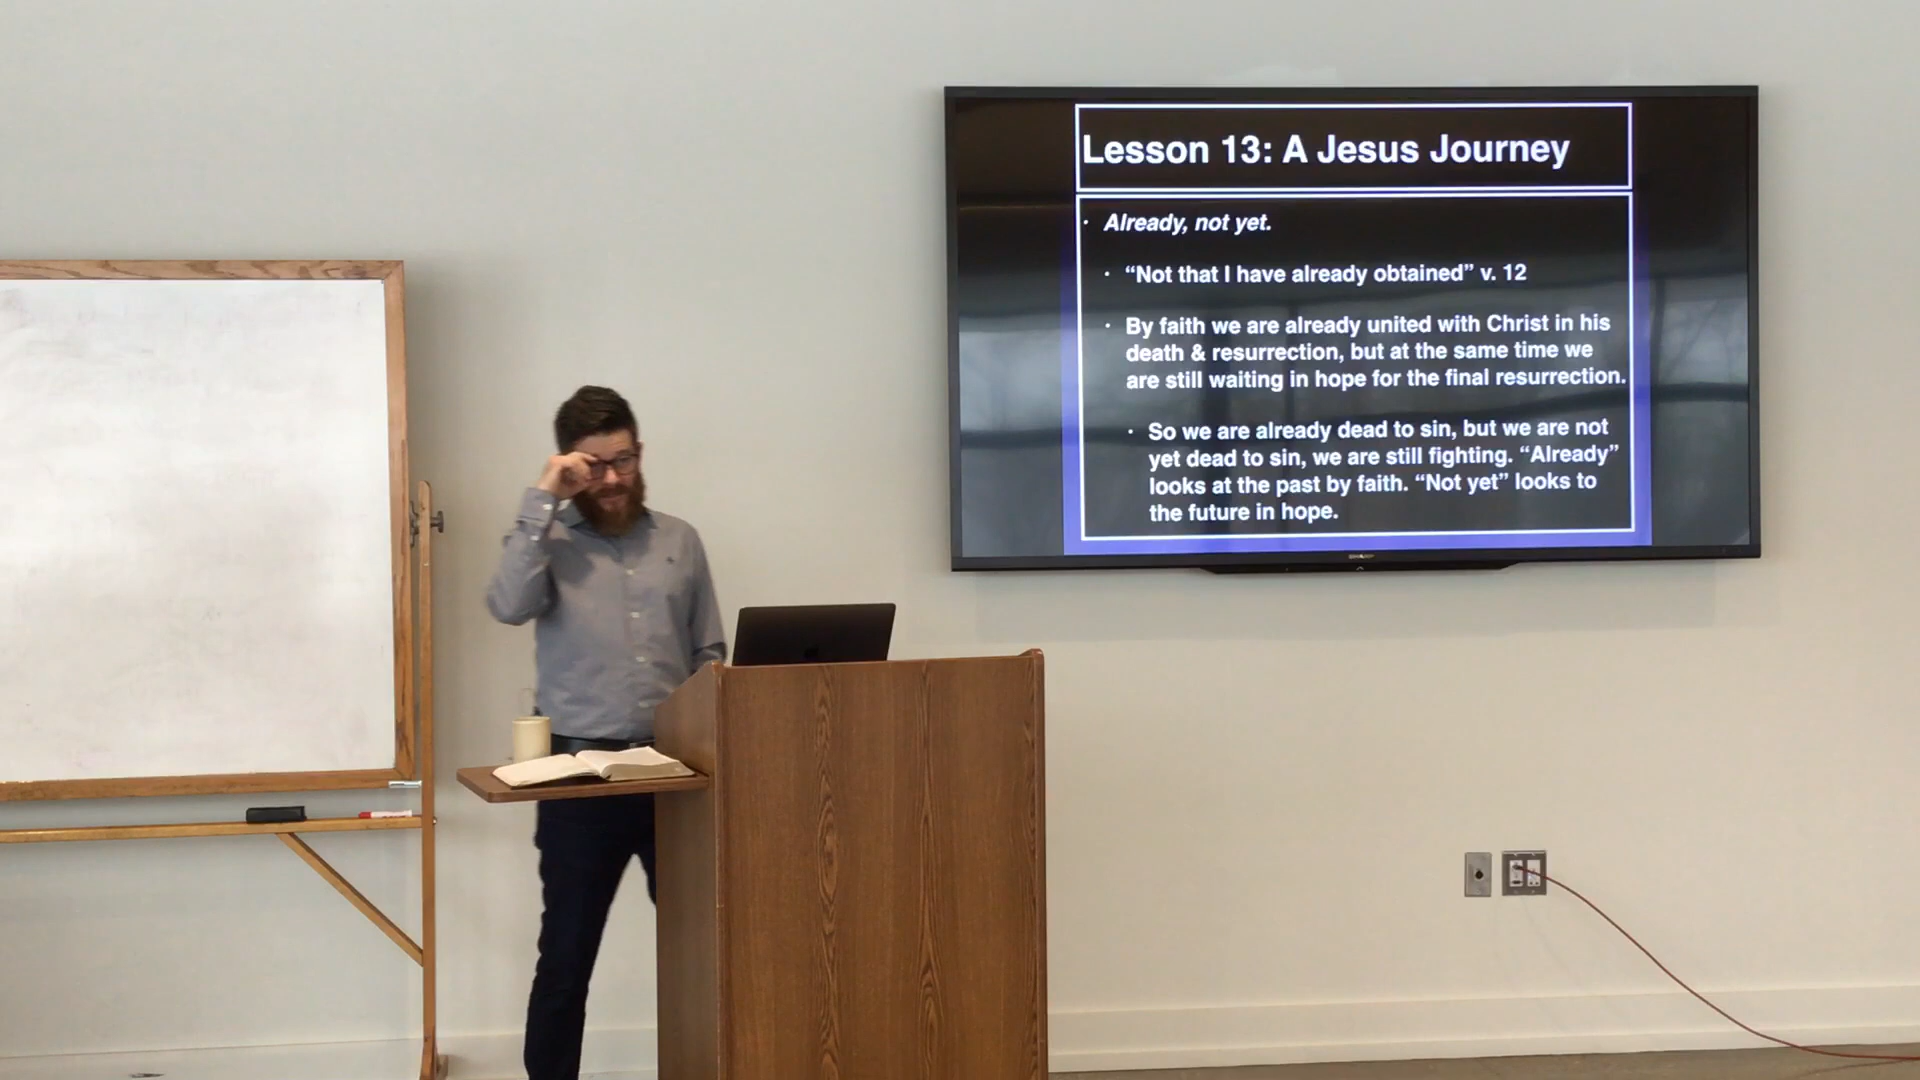 Lesson 13: A Jesus Journey
· Already, not yet.
· “Not that I have already obtained” v. 12
· By faith we are already united with Christ in his
death & resurrection, but at the same time we
are still waiting in hope for the final resurrection.
· So we are already dead to sin, but we are not
yet dead to sin, we are still fighting. “Already”
looks at the past by faith. “Not yet” looks to
the future in hope.
SHARP